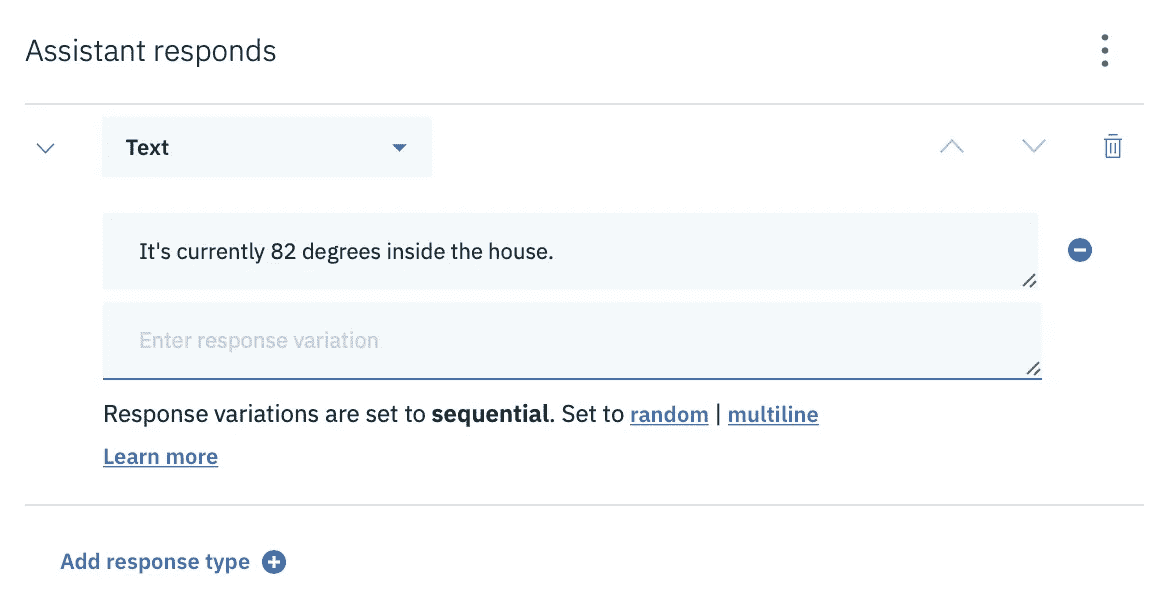 Assistant responds
Text
It's currently 82 degrees inside the house.
Enter response variation
Response variations are set to sequential. Set to random | multiline
Learn more
Add response type